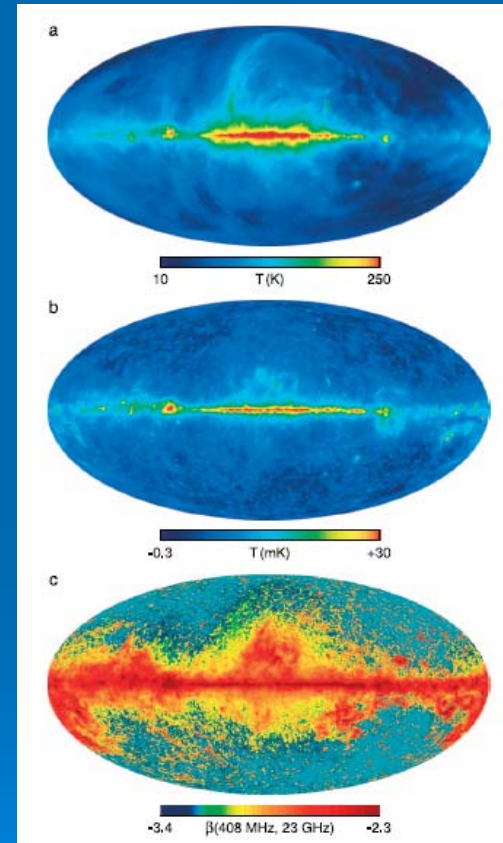 a
10 T(K) 250
b
-0.3 T(mK) +30
c
-3.4 β(408 MHz, 23 GHz) -2.3